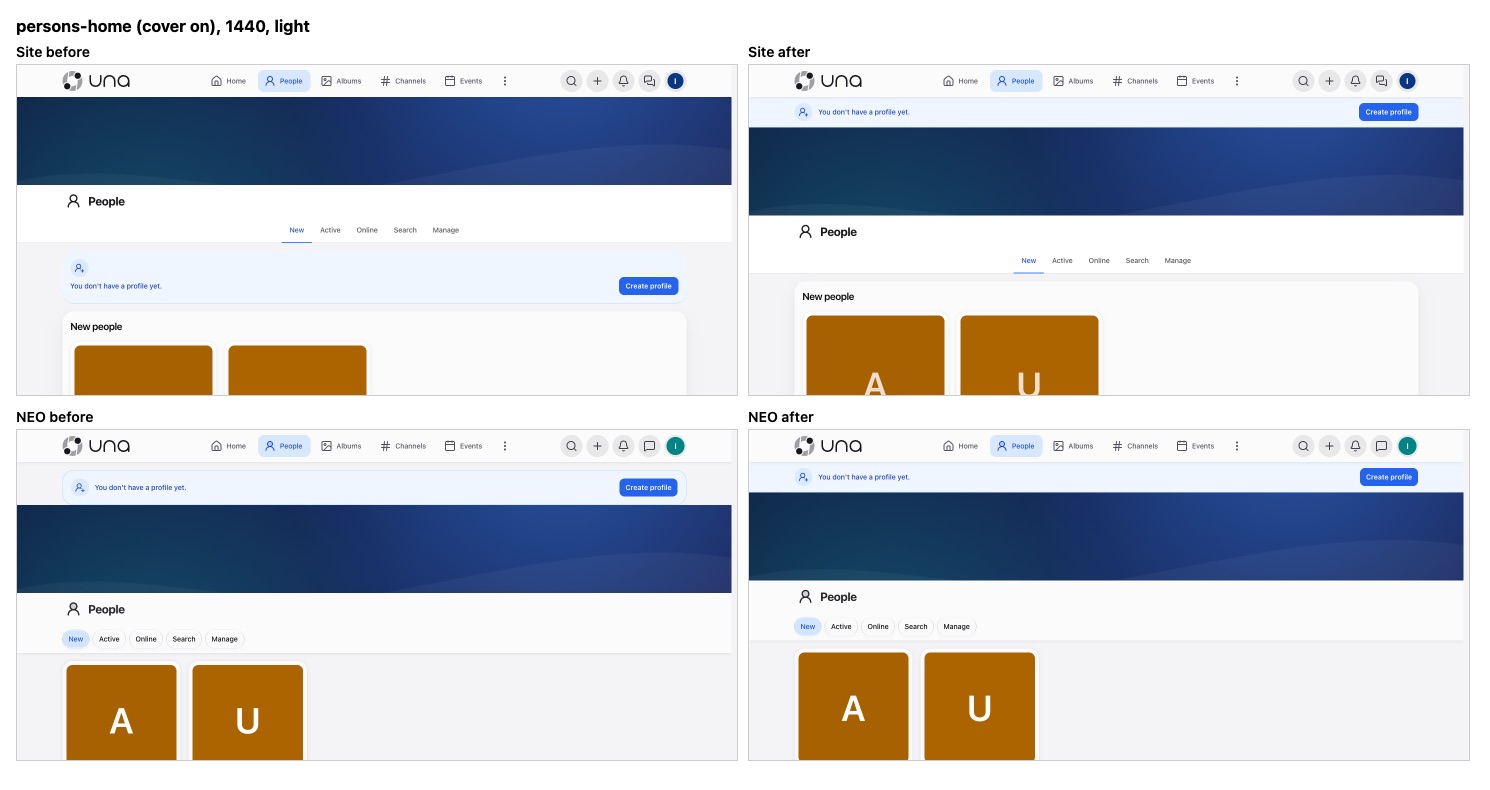 persons-home (cover on), 1440, light
Site before
una Home People Albums Channels Events I
People
New Active Online Search Manage
You don't have a profile yet. Create profile
New people
Site after
una Home People Albums Channels Events I
You don't have a profile yet. Create profile
People
New Active Online Search Manage
New people
A U
NEO before
una Home People Albums Channels Events I
You don't have a profile yet. Create profile
People
New Active Online Search Manage
A U
NEO after
una Home People Albums Channels Events I
You don't have a profile yet. Create profile
People
New Active Online Search Manage
A U